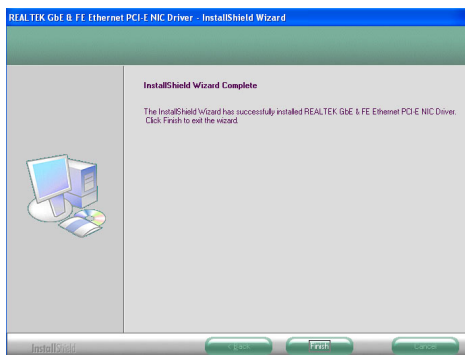 REALTEK GbE & FE Ethernet PCI-E NIC Driver - InstallShield Wizard
InstallShield Wizard Complete
The InstallShield Wizard has successfully installed REALTEK GbE & FE Ethernet PCI-E NIC Driver.
Click Finish to exit the wizard.
InstallShield
< Back
Finish
Cancel